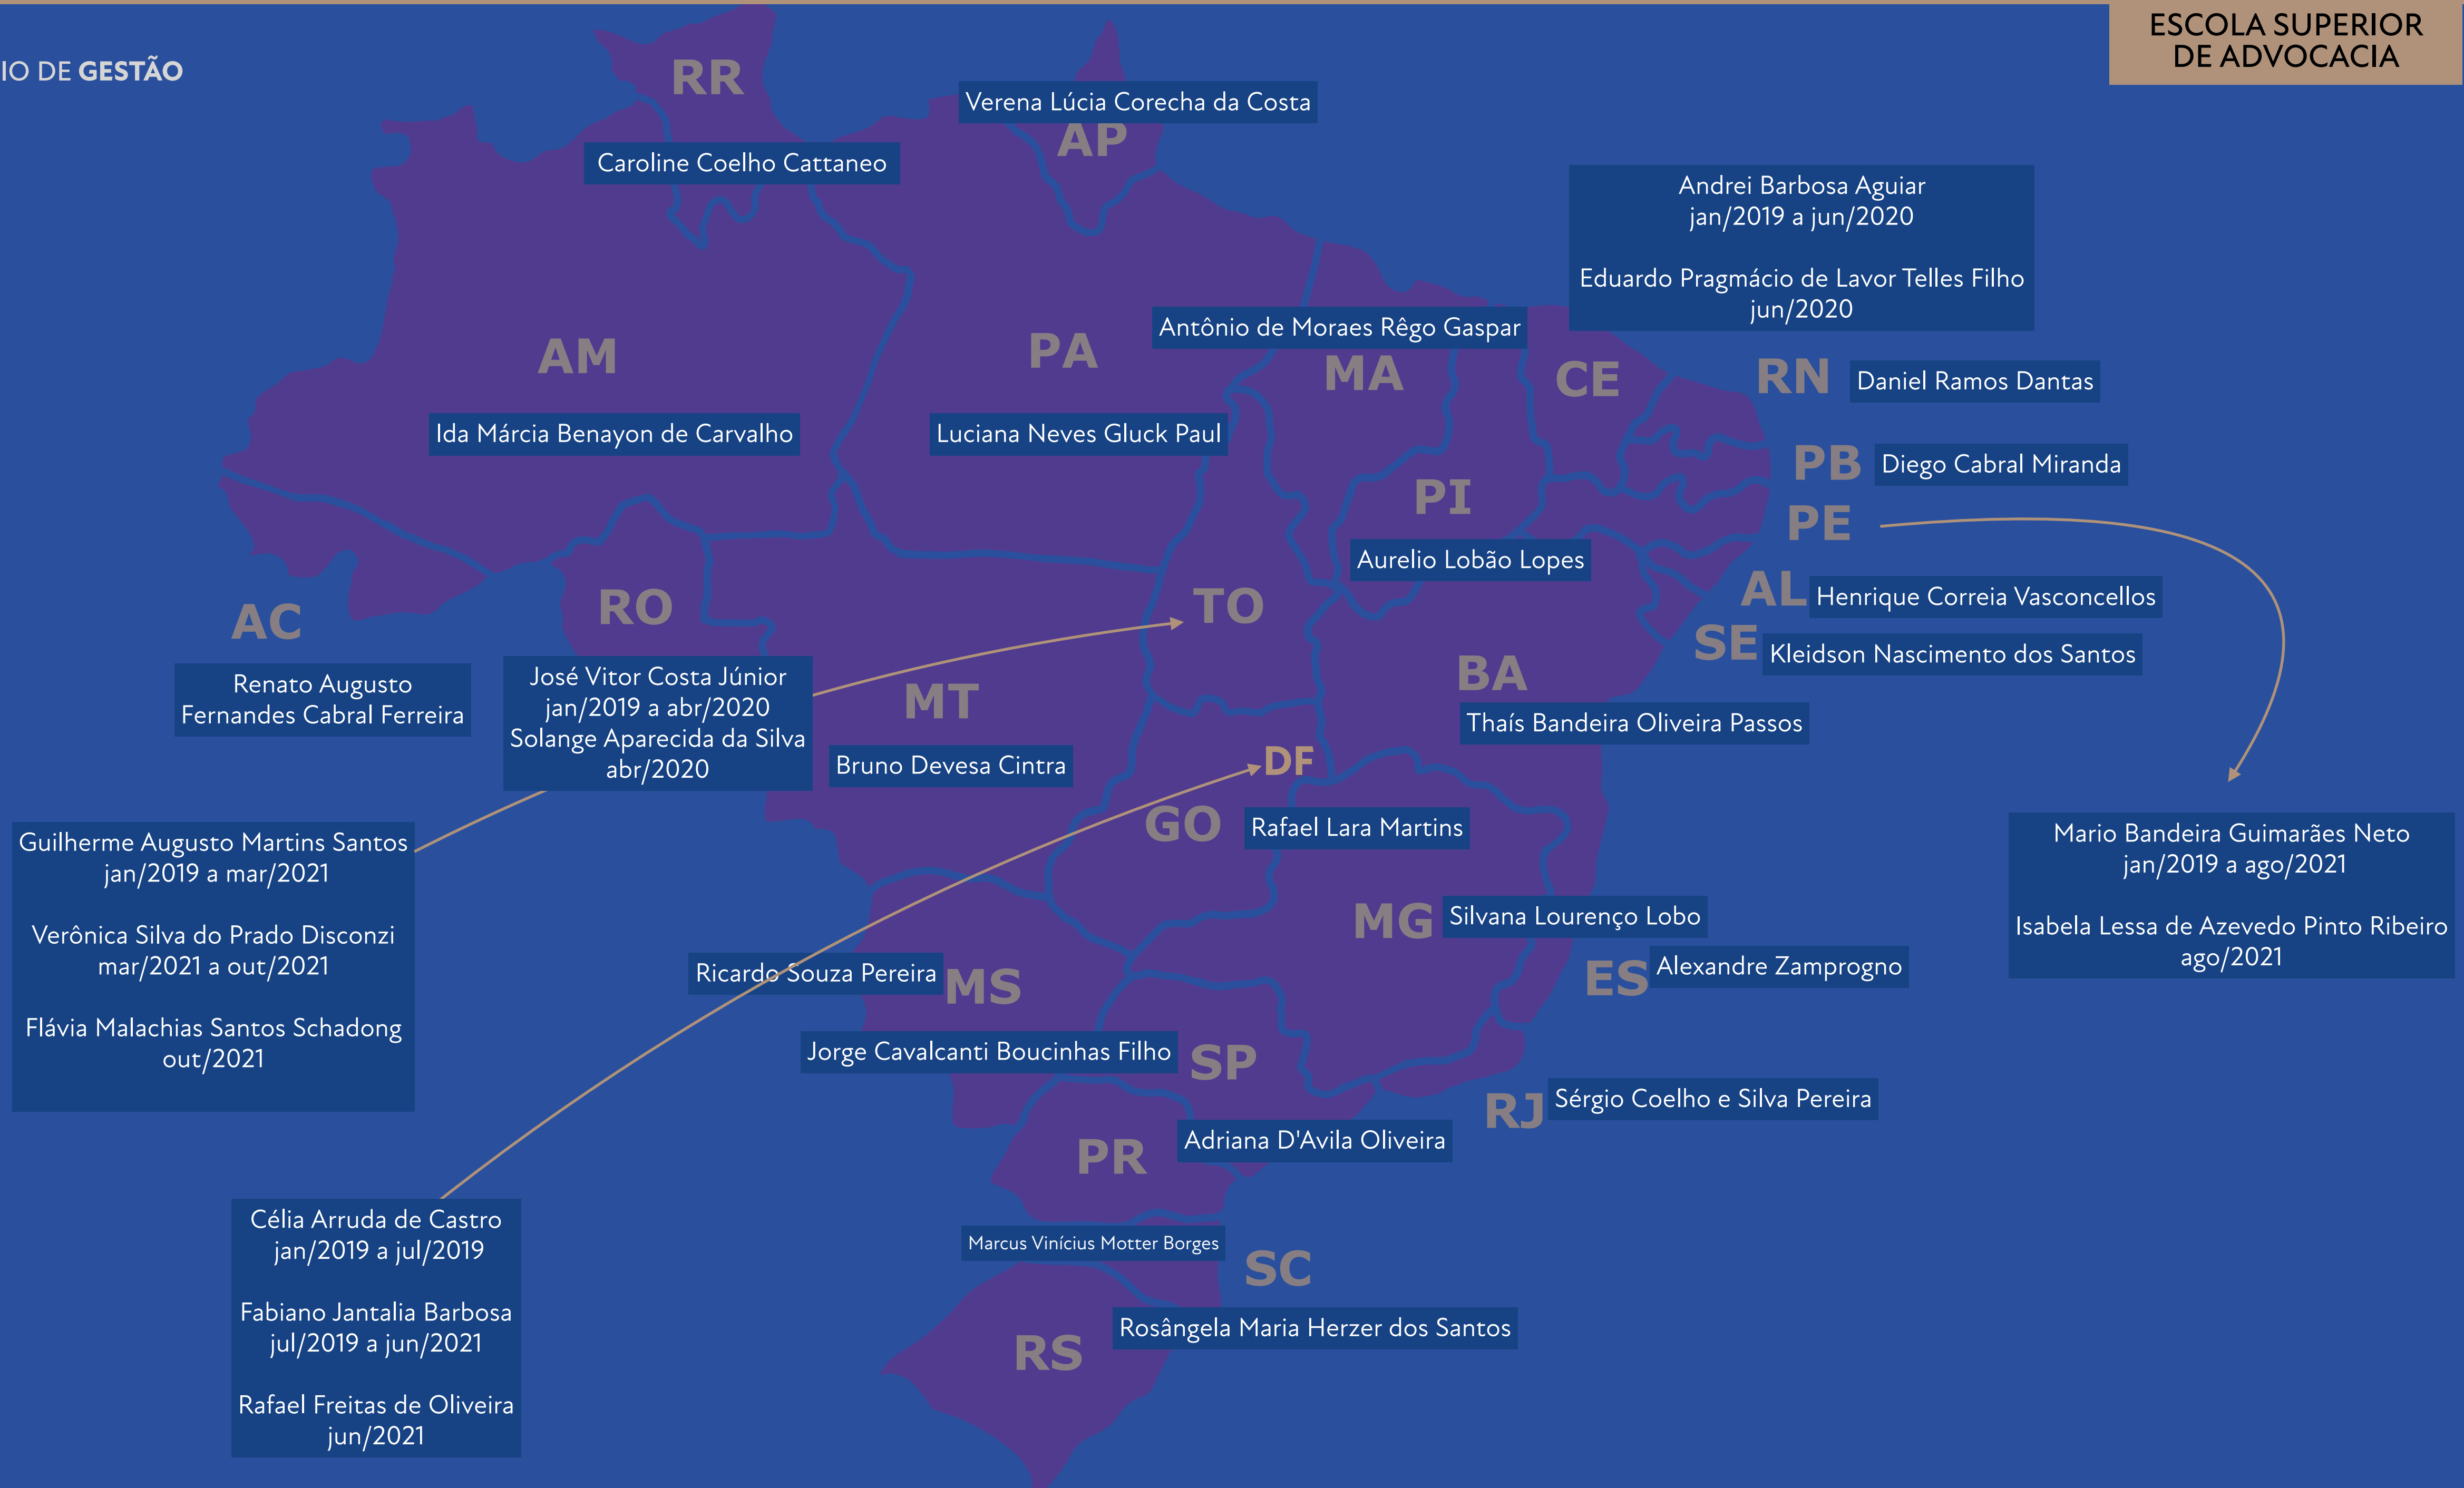 IO DE GESTÃO
ESCOLA SUPERIOR
DE ADVOCACIA
RR
Caroline Coelho Cattaneo
Verena Lúcia Corecha da Costa
AP
Andrei Barbosa Aguiar
jan/2019 a jun/2020
Eduardo Pragmácio de Lavor Telles Filho
jun/2020
AM
Ida Márcia Benayon de Carvalho
PA
Luciana Neves Gluck Paul
Antônio de Moraes Rêgo Gaspar
MA
CE
RN
Daniel Ramos Dantas
PB
Diego Cabral Miranda
PI
Aurelio Lobão Lopes
PE
AL
Henrique Correia Vasconcellos
SE
Kleidson Nascimento dos Santos
AC
Renato Augusto
Fernandes Cabral Ferreira
RO
José Vitor Costa Júnior
jan/2019 a abr/2020
Solange Aparecida da Silva
abr/2020
TO
MT
Bruno Devesa Cintra
BA
Thaís Bandeira Oliveira Passos
DF
GO
Rafael Lara Martins
Guilherme Augusto Martins Santos
jan/2019 a mar/2021
Verônica Silva do Prado Disconzi
mar/2021 a out/2021
Flávia Malachias Santos Schadong
out/2021
Mario Bandeira Guimarães Neto
jan/2019 a ago/2021
Isabela Lessa de Azevedo Pinto Ribeiro
ago/2021
MG
Silvana Lourenço Lobo
ES
Alexandre Zamprogno
Ricardo Souza Pereira
MS
Jorge Cavalcanti Boucinhas Filho
SP
RJ
Sérgio Coelho e Silva Pereira
PR
Adriana D'Avila Oliveira
Célia Arruda de Castro
jan/2019 a jul/2019
Fabiano Jantalia Barbosa
jul/2019 a jun/2021
Rafael Freitas de Oliveira
jun/2021
Marcus Vinícius Motter Borges
SC
Rosângela Maria Herzer dos Santos
RS